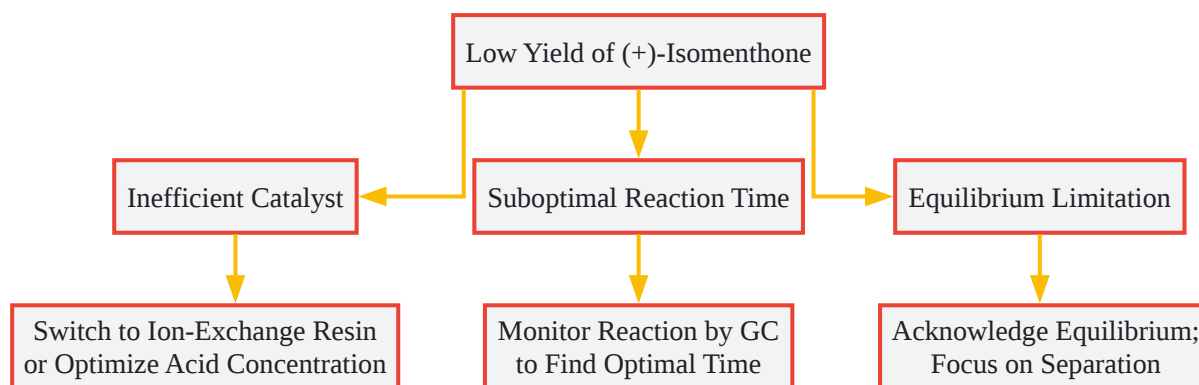 Low Yield of (+)-Isomenthone
Inefficient Catalyst
Suboptimal Reaction Time
Equilibrium Limitation
Switch to Ion-Exchange Resin
or Optimize Acid Concentration
Monitor Reaction by GC
to Find Optimal Time
Acknowledge Equilibrium;
Focus on Separation